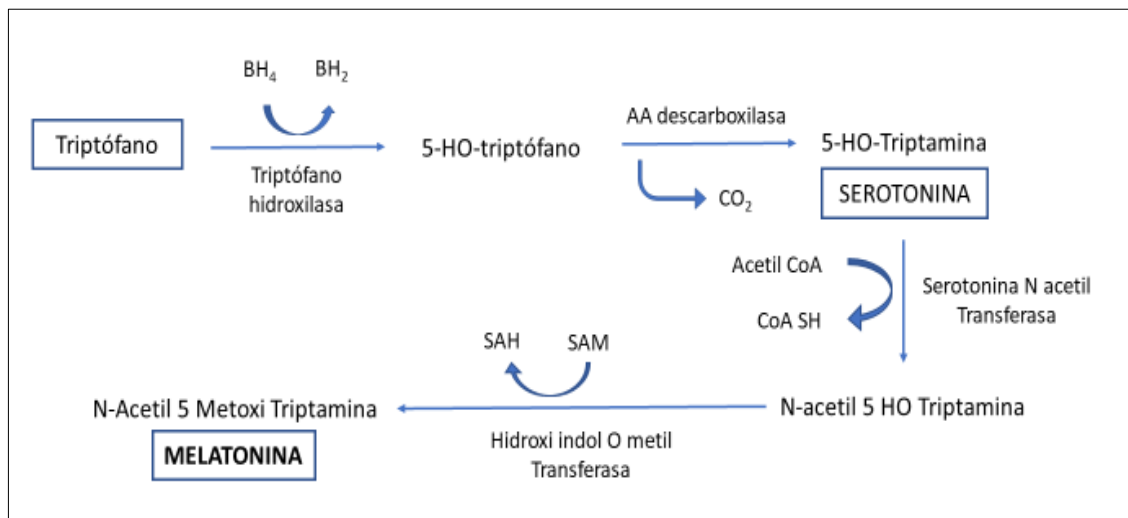 BH₄ BH₂
Triptófano
Triptófano
hidroxilasa
5-HO-triptófano
AA descarboxilasa
CO₂
5-HO-Triptamina
SEROTONINA
Acetil CoA
CoA SH
Serotonina N acetil
Transferasa
N-acetil 5 HO Triptamina
SAH SAM
Hidroxi indol O metil
Transferasa
N-Acetil 5 Metoxi Triptamina
MELATONINA